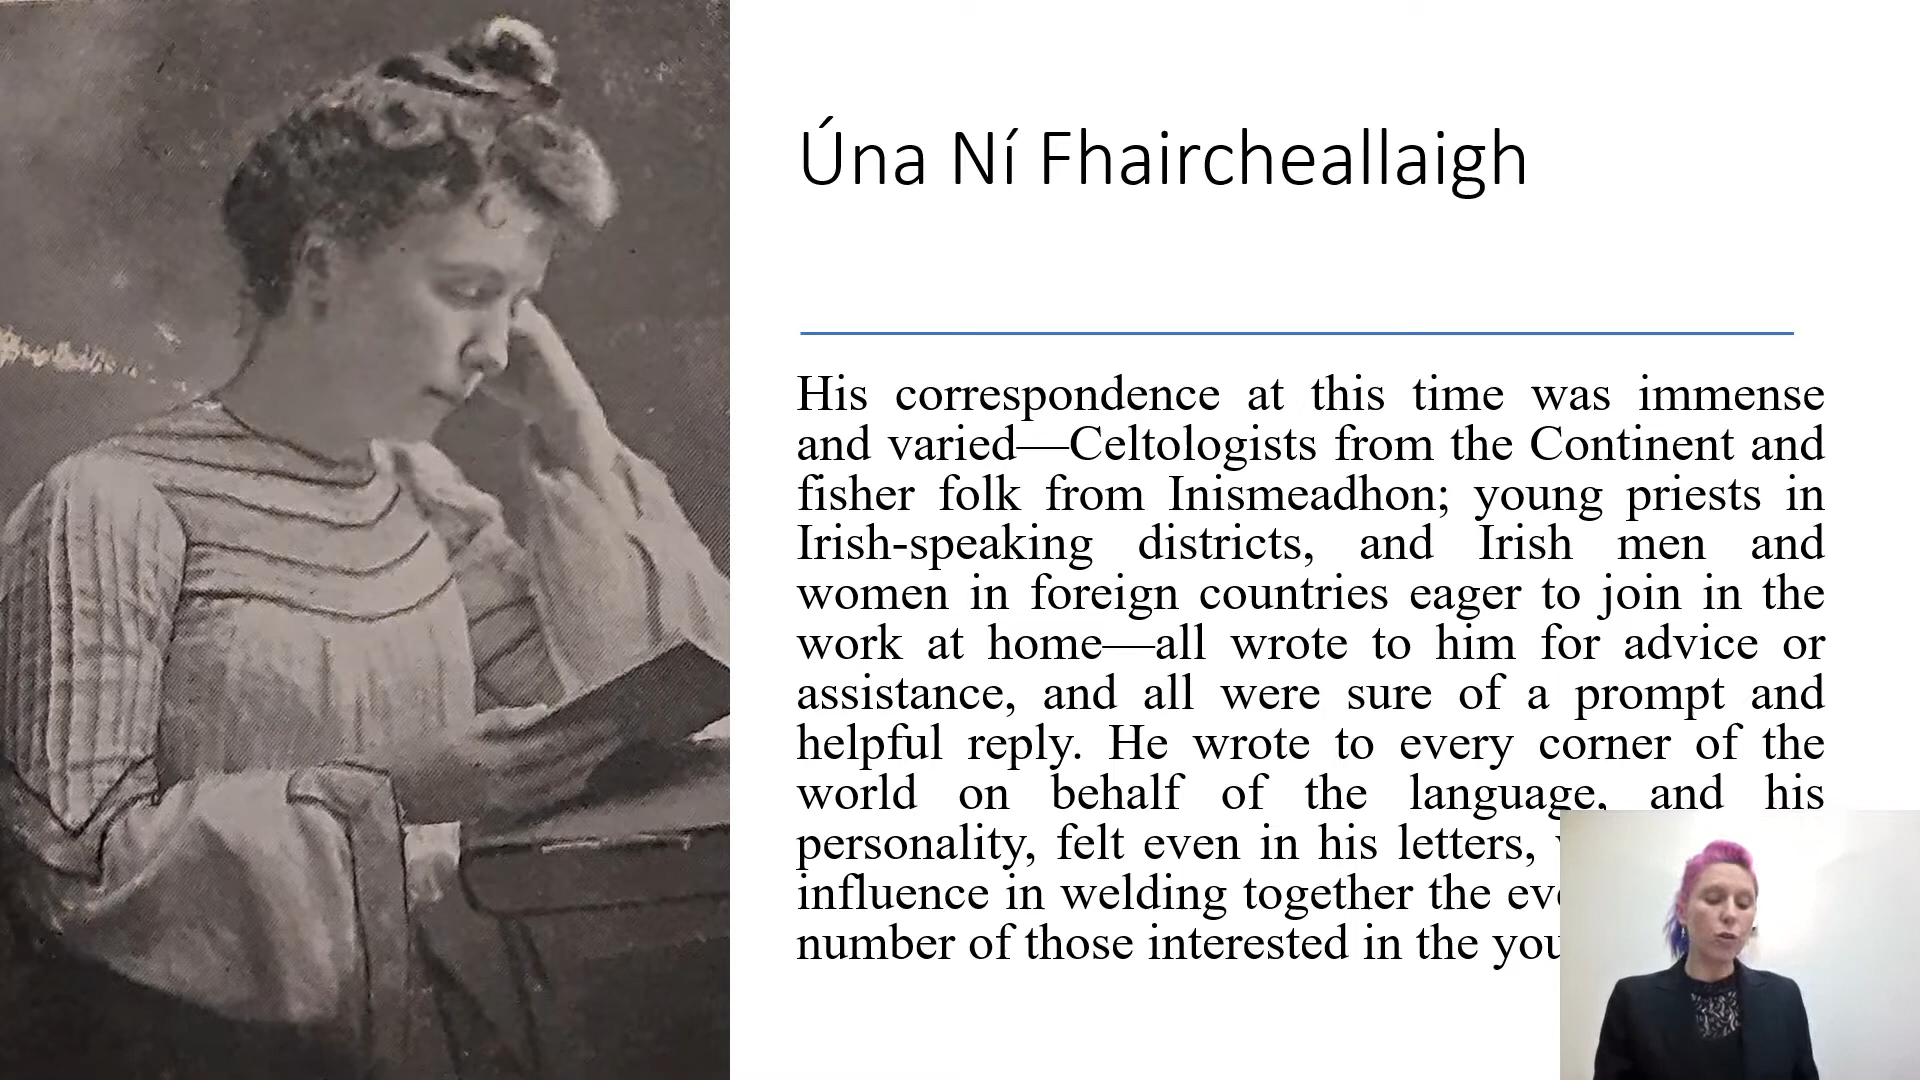 Úna Ní Fhaircheallaigh
His correspondence at this time was immense
and varied—Celtologists from the Continent and
fisher folk from Inismeadhon; young priests in
Irish-speaking districts, and Irish men and
women in foreign countries eager to join in the
work at home—all wrote to him for advice or
assistance, and all were sure of a prompt and
helpful reply. He wrote to every corner of the
world on behalf of the language, and his
personality, felt even in his letters,
influence in welding together the
number of those interested in the